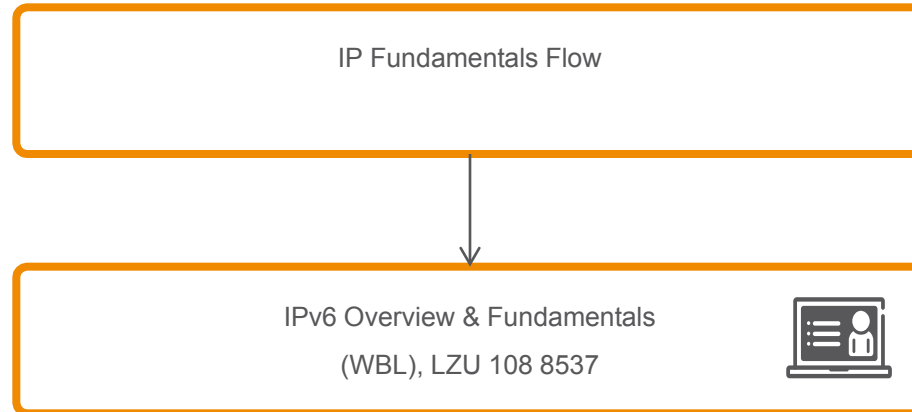 IP Fundamentals Flow
IPv6 Overview & Fundamentals
(WBL), LZU 108 8537